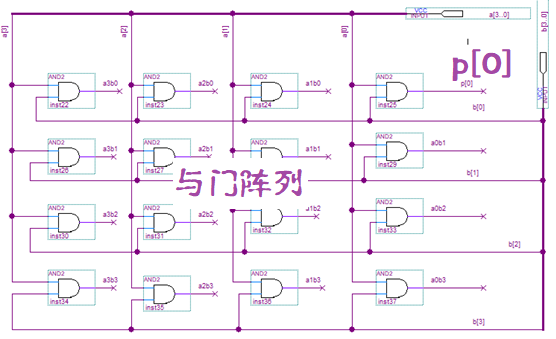 VCC
INPUT a[3..0]
a[3] a[2] a[1] a[0] b[3..0]
p[0]
VCC
AND2 AND2 AND2 AND2 p[0]
a3b0 a2b0 a1b0
inst22 inst23 inst24 inst25 b[0]
AND2 AND2 AND2 AND2
a3b1 a2b1 a1b1 a0b1
inst26 inst27 inst29 b[1]
与门阵列
AND2 AND2 AND2
a3b2 a2b2 a1b2 a0b2
inst30 inst31 inst32 inst33
b[2]
AND2 AND2 AND2 AND2
a3b3 a2b3 a1b3 a0b3
inst34 inst35 inst36 inst37
b[3]